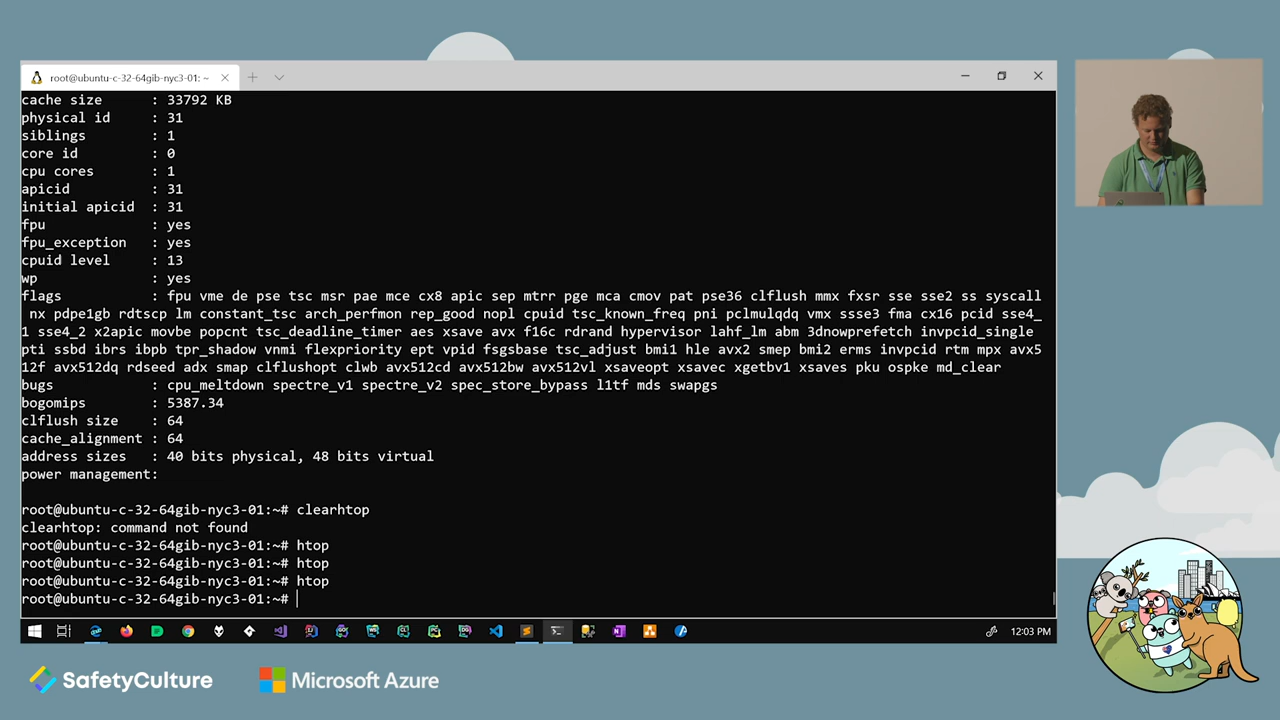 root@ubuntu-c-32-64gib-nyc3-01: ~
cache size : 33792 KB
physical id : 31
siblings : 1
core id : 0
cpu cores : 1
apicid : 31
initial apicid : 31
fpu : yes
fpu_exception : yes
cpuid level : 13
wp : yes
flags : fpu vme de pse tsc msr pae mce cx8 apic sep mtrr pge mca cmov pat pse36 clflush mmx fxsr sse sse2 ss syscall
nx pdpe1gb rdtscp lm constant_tsc arch_perfmon rep_good nopl cpuid tsc_known_freq pni pclmulqdq vmx ssse3 fma cx16 pcid sse4_
1 sse4_2 x2apic movbe popcnt tsc_deadline_timer aes xsave avx f16c rdrand hypervisor lahf_lm abm 3dnowprefetch invpcid_single
pti ssbd ibrs ibpb tpr_shadow vnmi flexpriority ept vpid fsgsbase tsc_adjust bmi1 hle avx2 smep bmi2 erms invpcid rtm mpx avx5
12f avx512dq rdseed adx smap clflushopt clwb avx512cd avx512bw avx512vl xsaveopt xsavec xgetbv1 xsaves pku ospke md_clear
bugs : cpu_meltdown spectre_v1 spectre_v2 spec_store_bypass l1tf mds swapgs
bogomips : 5387.34
clflush size : 64
cache_alignment : 64
address sizes : 40 bits physical, 48 bits virtual
power management:
root@ubuntu-c-32-64gib-nyc3-01:~# clearhtop
clearhtop: command not found
root@ubuntu-c-32-64gib-nyc3-01:~# htop
root@ubuntu-c-32-64gib-nyc3-01:~# htop
root@ubuntu-c-32-64gib-nyc3-01:~# htop
root@ubuntu-c-32-64gib-nyc3-01:~#
12:03 PM
SafetyCulture
Microsoft Azure